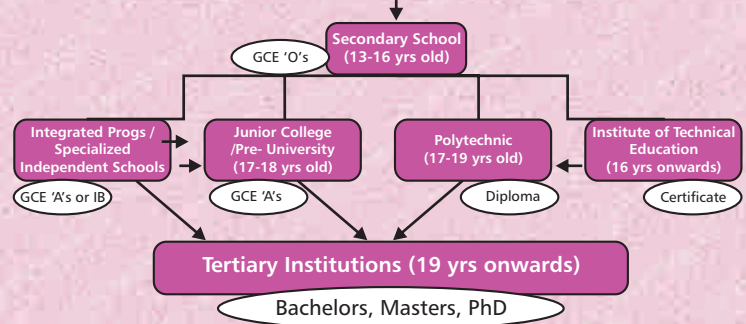 Secondary School
(13-16 yrs old)
GCE 'O's
Integrated Progs /
Specialized
Independent Schools
GCE 'A's or IB
Junior College
/Pre- University
(17-18 yrs old)
GCE 'A's
Polytechnic
(17-19 yrs old)
Diploma
Institute of Technical
Education
(16 yrs onwards)
Certificate
Tertiary Institutions (19 yrs onwards)
Bachelors, Masters, PhD